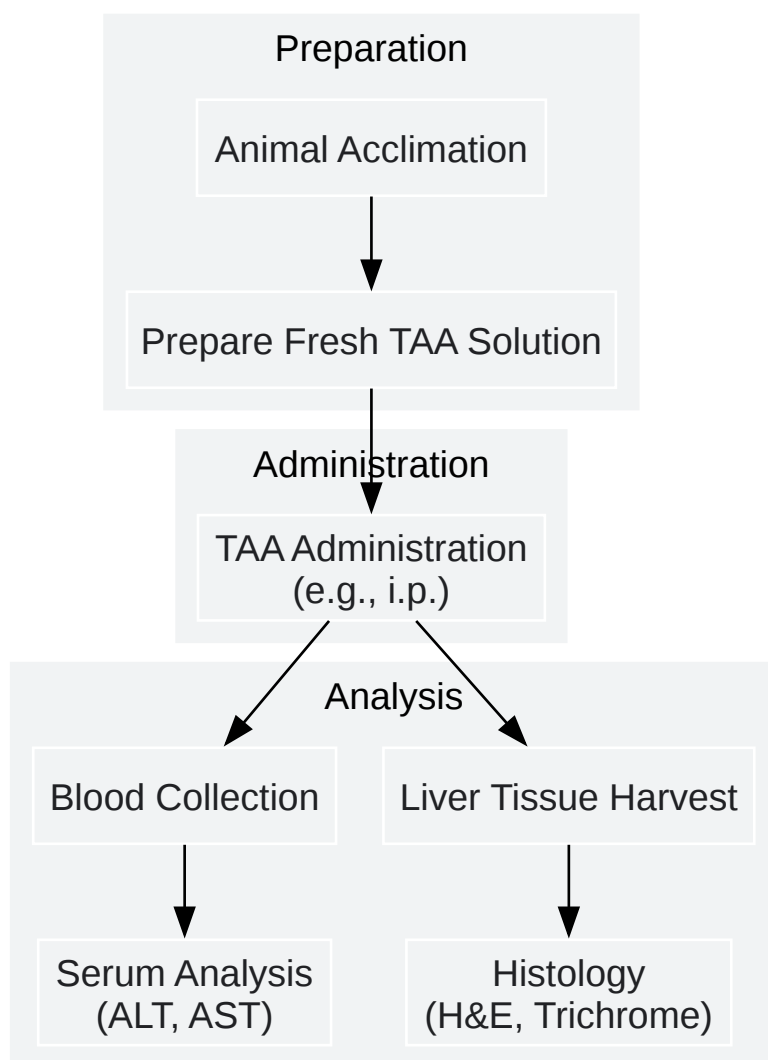 Preparation
Animal Acclimation
Prepare Fresh TAA Solution
Administration
TAA Administration
(e.g., i.p.)
Analysis
Blood Collection
Liver Tissue Harvest
Serum Analysis
(ALT, AST)
Histology
(H&E, Trichrome)